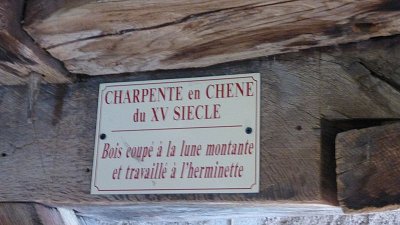 CHARPENTE en CHENE
du XV SIECLE
Bois coupé à la lune montante
et travaillé à l'herminette